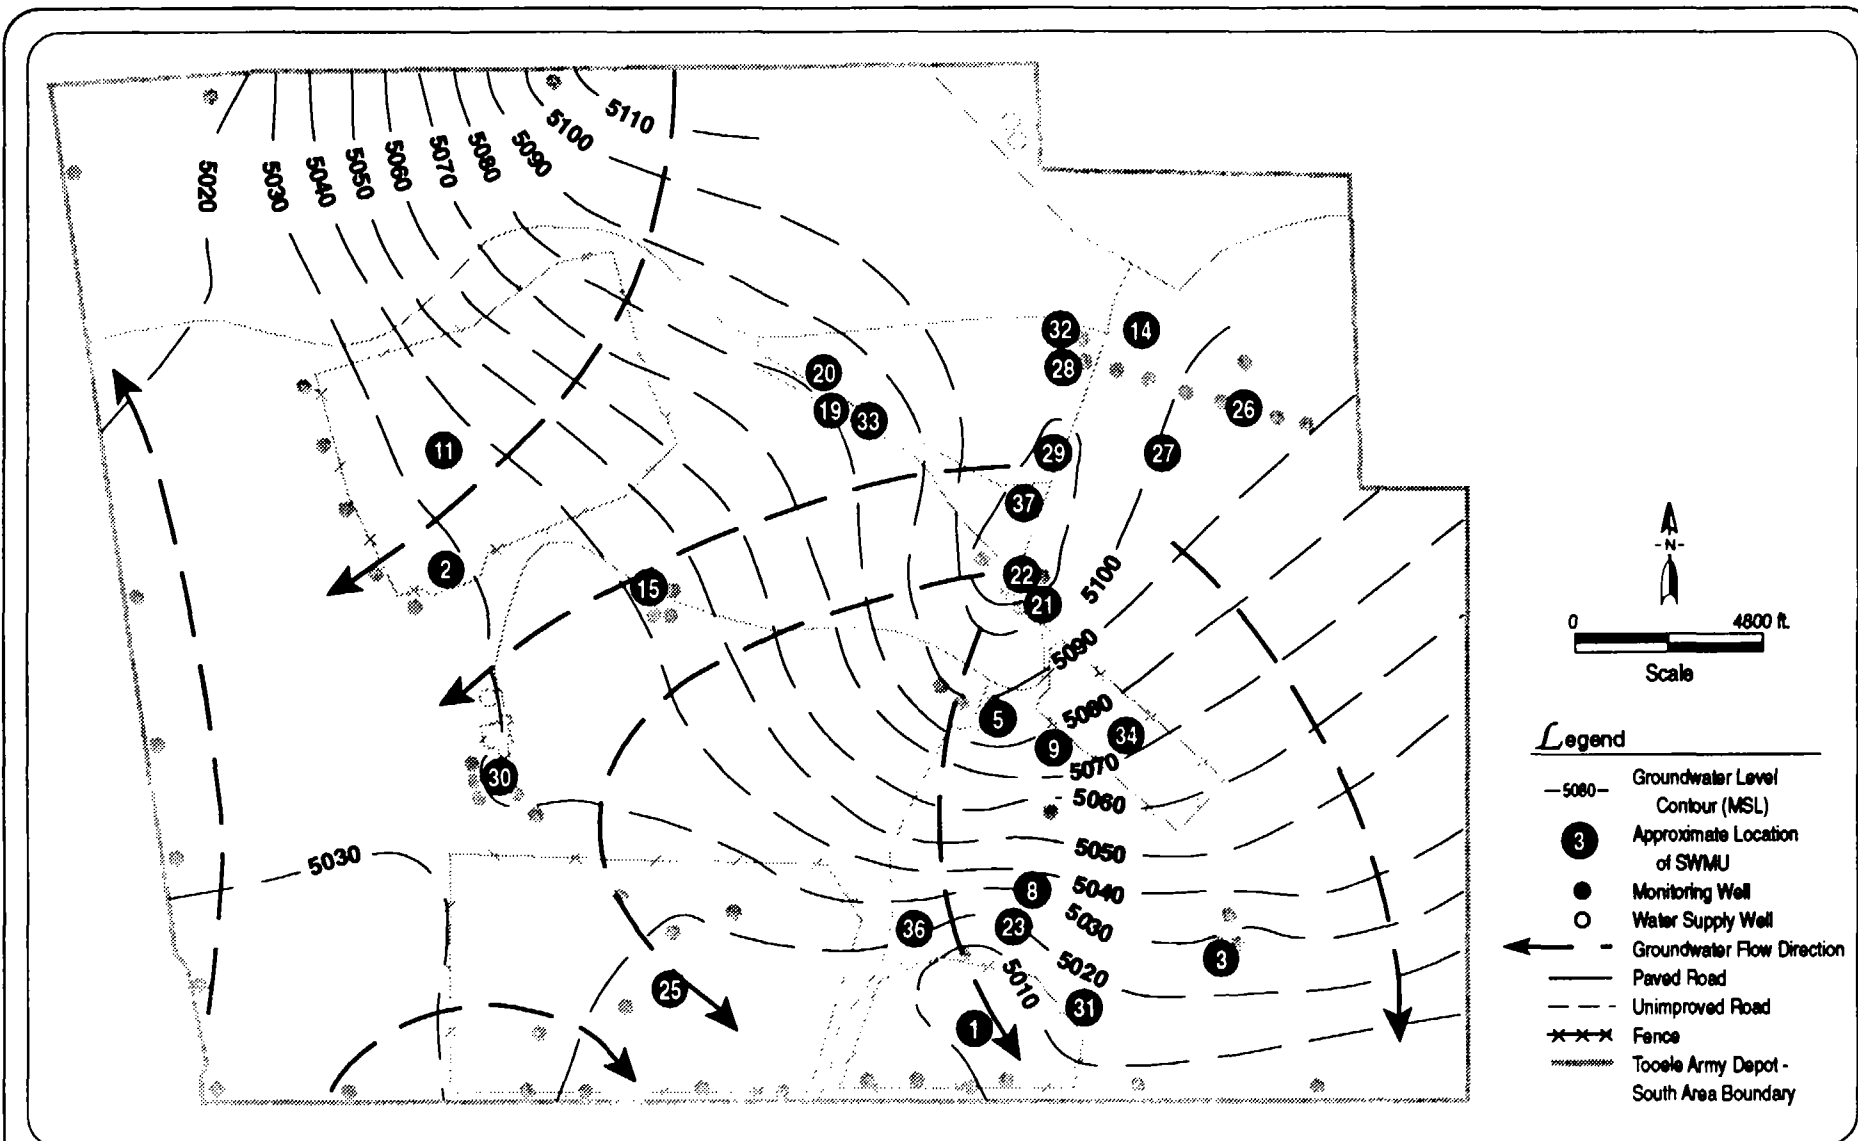 5110
5100
5090
5080
5070
5060
5050
5040
5030
5020
32
14
28
20
19
33
26
11
29
27
37
2
15
22
21
5100
5090
5080
5
34
9
5070
5060
30
5050
5030
8
5040
5030
36
23
5020
3
5010
25
31
1
-N-
0 4800 ft.
Scale
Legend
—5080— Groundwater Level
Contour (MSL)
3 Approximate Location
of SWMU
Monitoring Well
Water Supply Well
Groundwater Flow Direction
Paved Road
Unimproved Road
Fence
Tooele Army Depot -
South Area Boundary